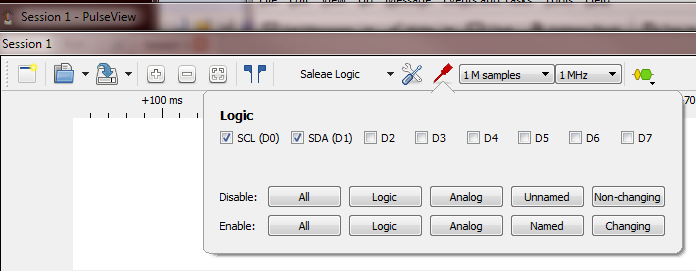 Session 1 - PulseView
Session 1
Saleae Logic 1 M samples 1 MHz
+100 ms 70
Logic
SCL (D0) SDA (D1) D2 D3 D4 D5 D6 D7
Disable: All Logic Analog Unnamed Non-changing
Enable: All Logic Analog Named Changing